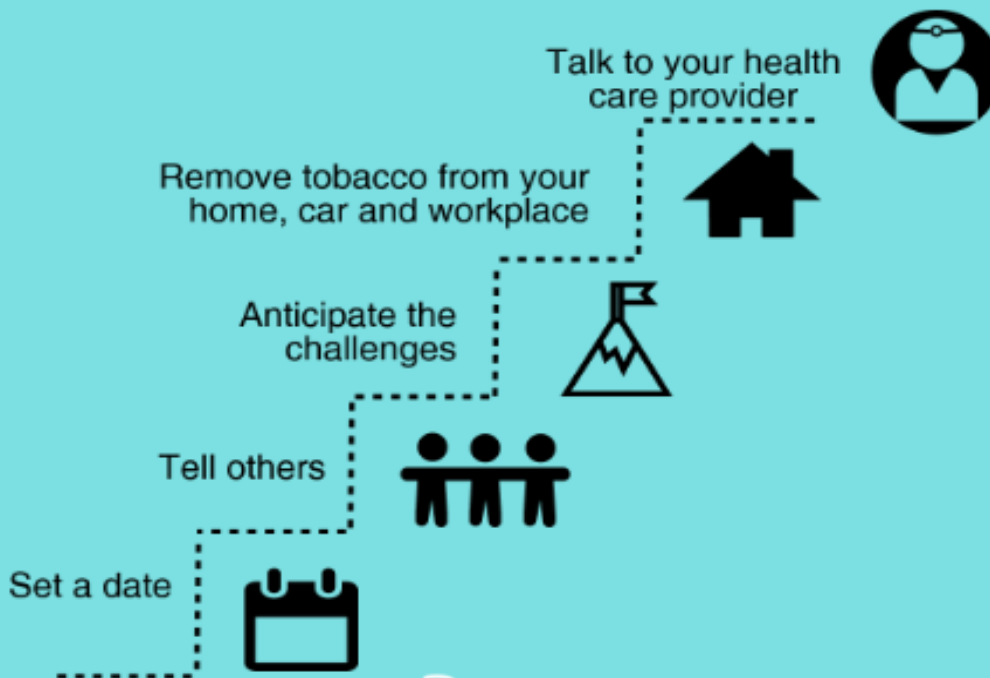 Talk to your health
care provider
Remove tobacco from your
home, car and workplace
Anticipate the
challenges
Tell others
Set a date